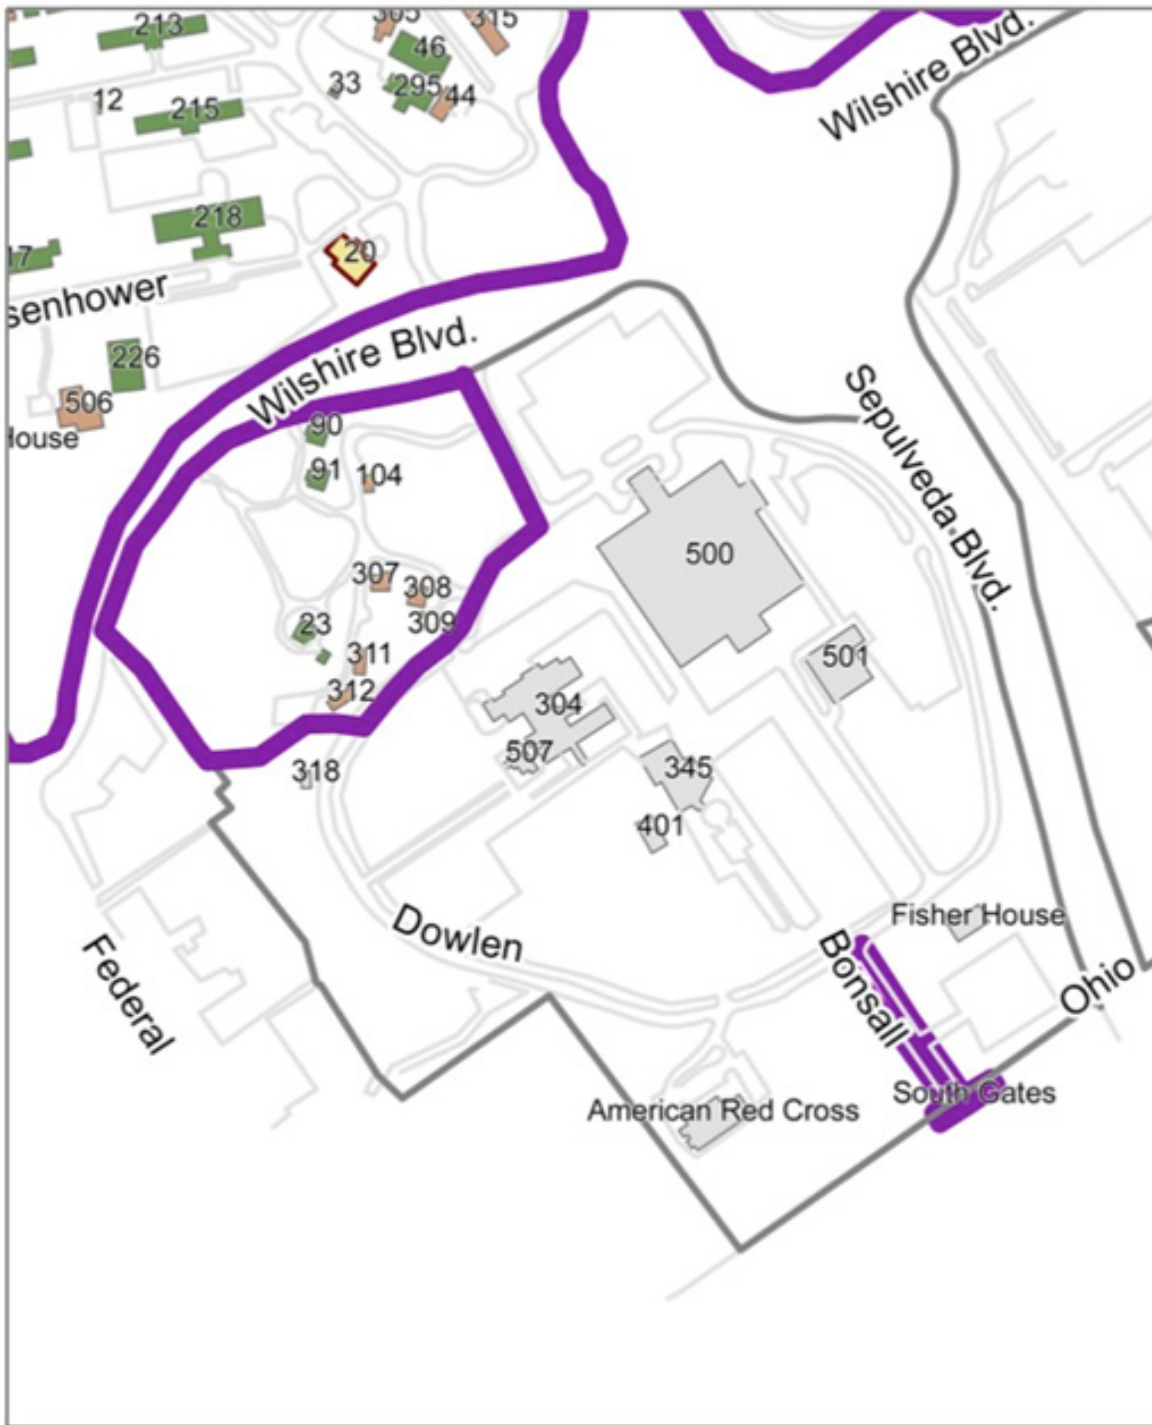 213
305
315
46
Wilshire Blvd.
33
295
44
12
215
218
20
17
senhower
Wilshire Blvd.
226
506
House
90
91
104
Sepulveda Blvd.
500
307
308
309
23
311
501
312
304
507
318
345
401
Fisher House
Dowlen
Bonsall
Federal
Ohio
South Gates
American Red Cross